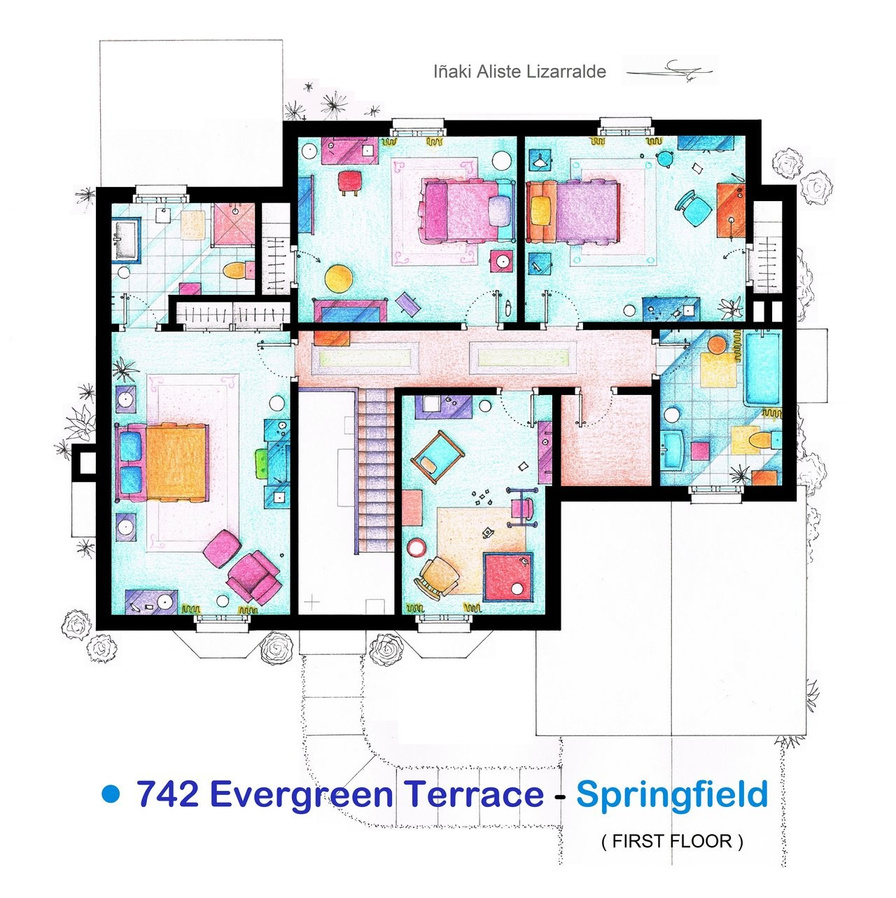 Iñaki Aliste Lizarralde
• 742 Evergreen Terrace - Springfield
( FIRST FLOOR )